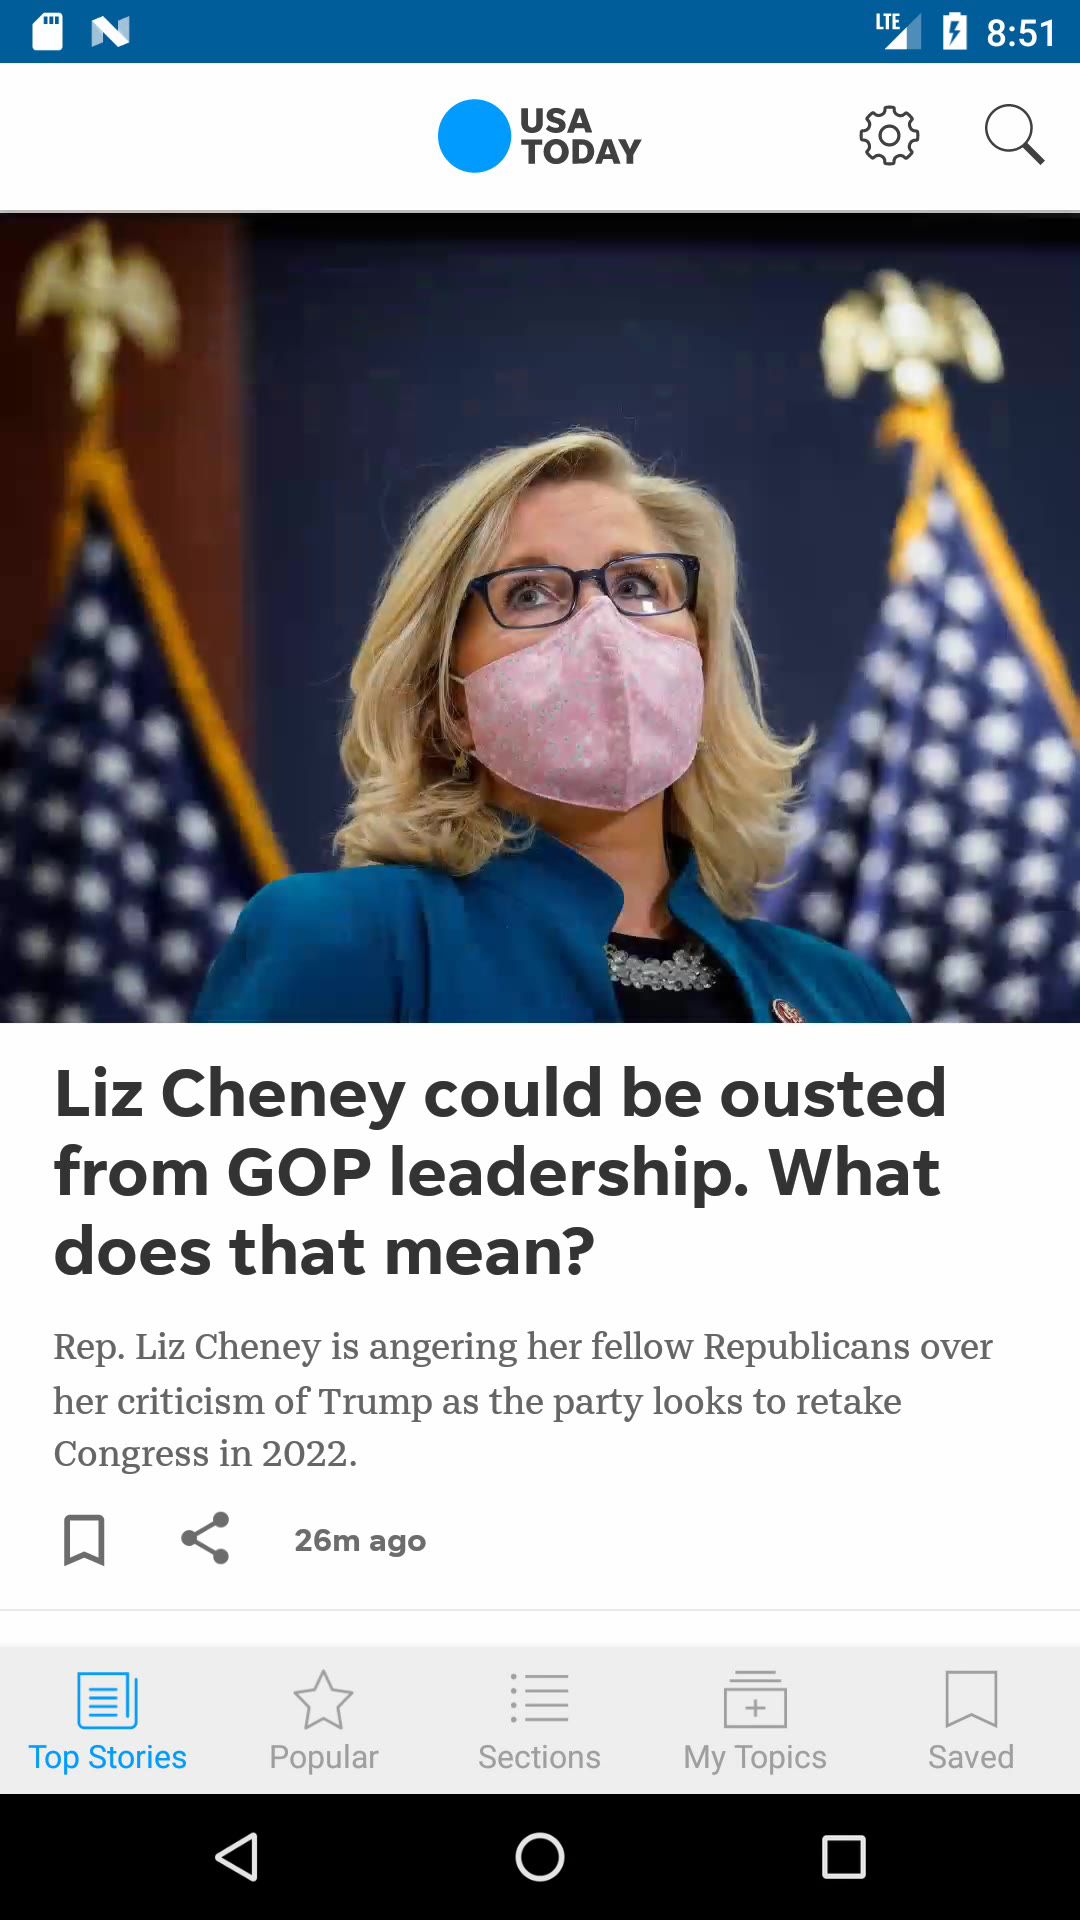 LTE 8:51
USA
TODAY
Liz Cheney could be ousted
from GOP leadership. What
does that mean?
Rep. Liz Cheney is angering her fellow Republicans over
her criticism of Trump as the party looks to retake
Congress in 2022.
26m ago
Top Stories Popular Sections My Topics Saved